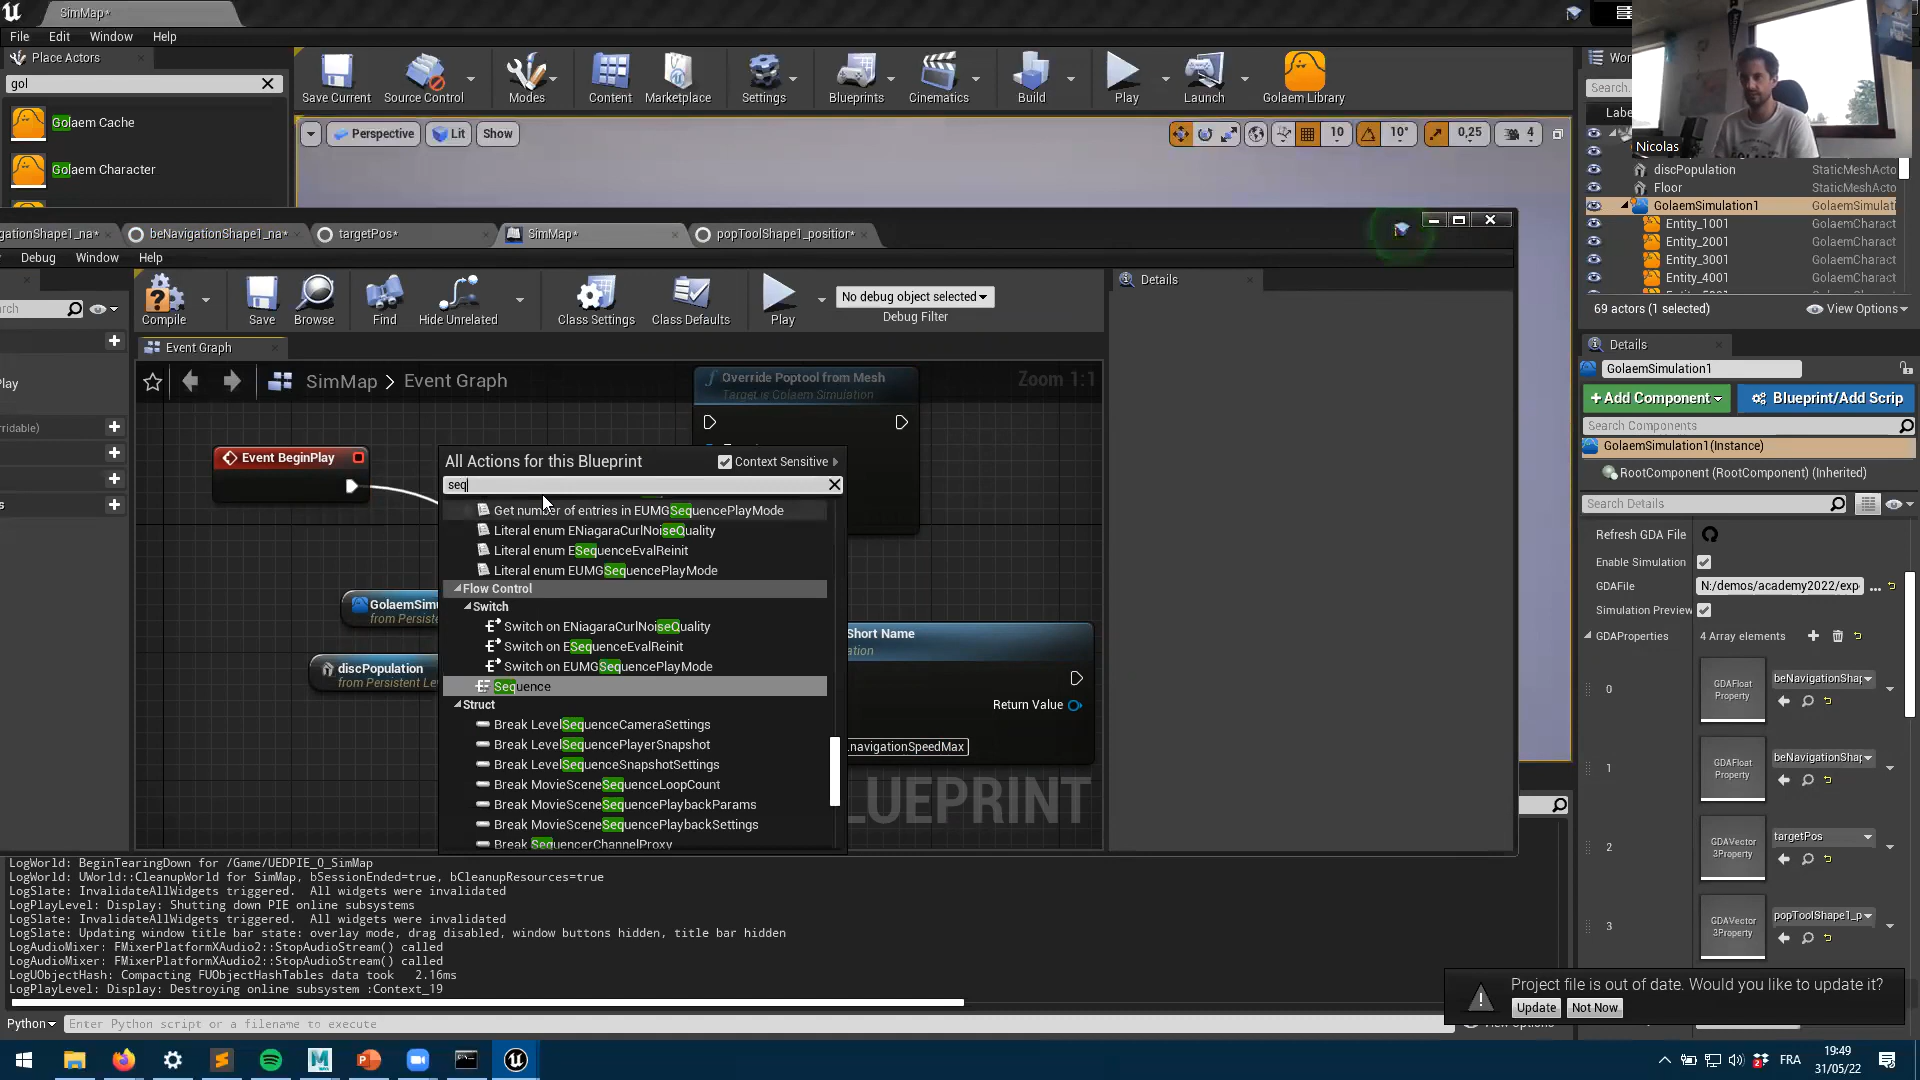 SimMap*
File Edit Window Help
Place Actors
gol
Golaem Cache
Golaem Character
Save Current Source Control Modes Content Marketplace Settings Blueprints Cinematics Build Play Launch Golaem Library
Perspective Lit Show 10 10° 0,25 4
Nicolas
Search.
discPopulation StaticMeshActo
Floor StaticMeshActo
GolaemSimulation1 GolaemSimulati
Entity_1001 GolaemCharact
Entity_2001 GolaemCharact
Entity_3001 GolaemCharact
Entity_4001 GolaemCharact
69 actors (1 selected) View Options
gationShape1_na* beNavigationShape1_na* targetPos* SimMap* popToolShape1_position*
Debug Window Help
Compile Save Browse Find Hide Unrelated Class Settings Class Defaults Play
No debug object selected
Debug Filter
Event Graph
SimMap > Event Graph
Zoom 1:1
Override Poptool from Mesh
Target is Golaem Simulation
Event BeginPlay
All Actions for this Blueprint Context Sensitive
seq
Get number of entries in EUMGSequencePlayMode
Literal enum ENiagaraCurlNoiseQuality
Literal enum ESequenceEvalReinit
Literal enum EUMGSequencePlayMode
Flow Control
Switch
Switch on ENiagaraCurlNoiseQuality
Switch on ESequenceEvalReinit
Switch on EUMGSequencePlayMode
Sequence
Struct
Break LevelSequenceCameraSettings
Break LevelSequencePlayerSnapshot
Break LevelSequenceSnapshotSettings
Break MovieSceneSequenceLoopCount
Break MovieSceneSequencePlaybackParams
Break MovieSceneSequencePlaybackSettings
Break SequencerChannelProxy
GolaemSimu
from Persistent
discPopulation
from Persistent Leve
Short Name
ation
Return Value
.navigationSpeedMax
LUEPRINT
Details
Details
GolaemSimulation1
+ Add Component Blueprint/Add Scrip
Search Components
GolaemSimulation1(Instance)
RootComponent (RootComponent) (Inherited)
Search Details
Refresh GDA File
Enable Simulation
GDAFile N:/demos/academy2022/exp ...
Simulation Preview
GDAProperties 4 Array elements
0 GDAFloat Property beNavigationShap
1 GDAFloat Property beNavigationShap
2 GDAVector 3Property targetPos
3 GDAVector 3Property popToolShape1_p
LogWorld: BeginTearingDown for /Game/UEDPIE_0_SimMap
LogWorld: UWorld::CleanupWorld for SimMap, bSessionEnded=true, bCleanupResources=true
LogSlate: InvalidateAllWidgets triggered. All widgets were invalidated
LogPlayLevel: Display: Shutting down PIE online subsystems
LogSlate: InvalidateAllWidgets triggered. All widgets were invalidated
LogSlate: Updating window title bar state: overlay mode, drag disabled, window buttons hidden, title bar hidden
LogAudioMixer: FMixerPlatformXAudio2::StopAudioStream() called
LogAudioMixer: FMixerPlatformXAudio2::StopAudioStream() called
LogUObjectHash: Compacting FUObjectHashTables data took 2.16ms
LogPlayLevel: Display: Destroying online subsystem :Context_19
Python Enter Python script or a filename to execute
Project file is out of date. Would you like to update it?
Update Not Now
FRA
19:49
31/05/22